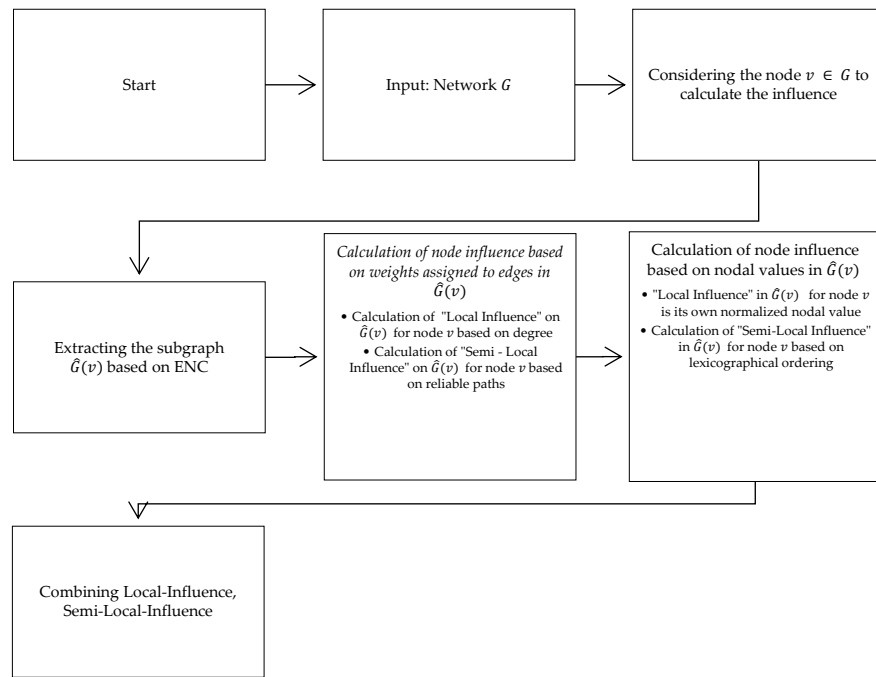 Start
Input: Network G
Considering the node v ∈ G to
calculate the influence
Extracting the subgraph
Ĝ(v) based on ENC
Calculation of node influence based
on weights assigned to edges in
Ĝ(v)
• Calculation of "Local Influence" on
Ĝ(v) for node v based on degree
• Calculation of "Semi - Local
Influence" on Ĝ(v) for node v based
on reliable paths
Calculation of node influence
based on nodal values in Ĝ(v)
• "Local Influence" in Ĝ(v) for node v
is its own normalized nodal value
• Calculation of "Semi-Local Influence"
in Ĝ(v) for node v based on
lexicographical ordering
Combining Local-Influence,
Semi-Local-Influence